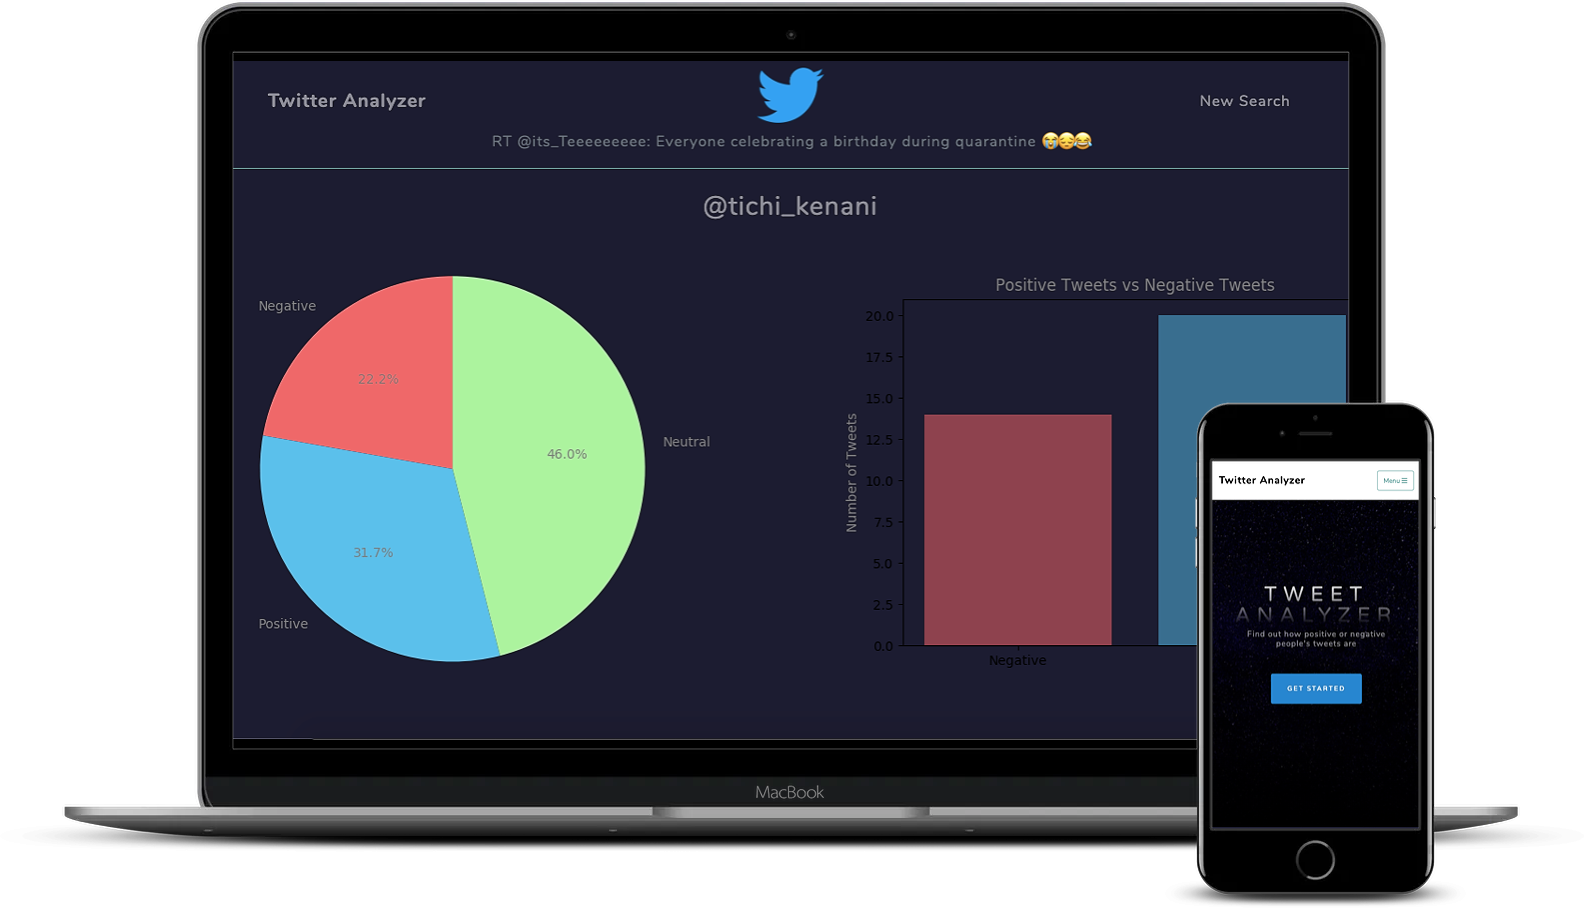 Twitter Analyzer
New Search
RT @its_Teeeeeeeee: Everyone celebrating a birthday during quarantine 😭😔😂
@tichi_kenani
Negative
22.2%
Neutral
46.0%
31.7%
Positive
Positive Tweets vs Negative Tweets
Number of Tweets
20.0
17.5
15.0
12.5
10.0
7.5
5.0
2.5
0.0
Negative
MacBook
Twitter Analyzer
Menu ☰
TWEET
ANALYZER
Find out how positive or negative
people's tweets are
GET STARTED